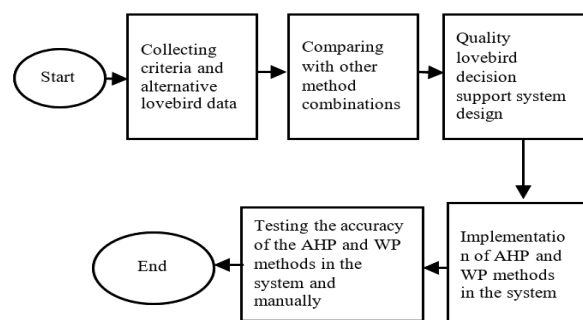 Start
Collecting
criteria and
alternative
lovebird data
Comparing
with other
method
combinations
Quality
lovebird
decision
support system
design
Implementatio
n of AHP and
WP methods
in the system
Testing the accuracy
of the AHP and WP
methods in the
system and
manually
End